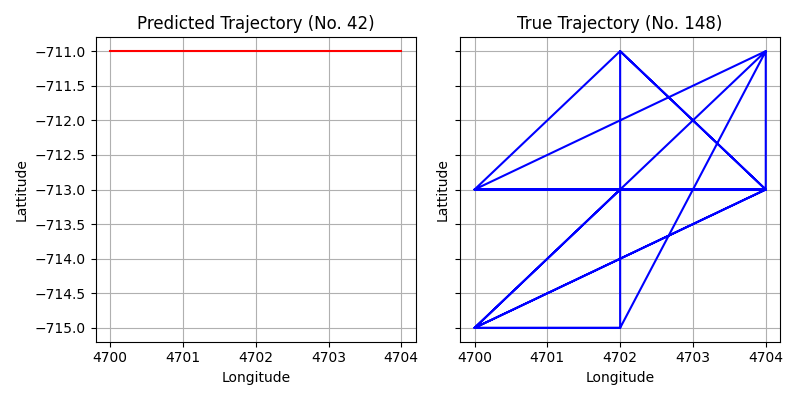 Predicted Trajectory (No. 42)
True Trajectory (No. 148)
−711.0
−711.5
−712.0
−712.5
−713.0
−713.5
−714.0
−714.5
−715.0
Lattitude
Lattitude
4700 4701 4702 4703 4704
4700 4701 4702 4703 4704
Longitude
Longitude